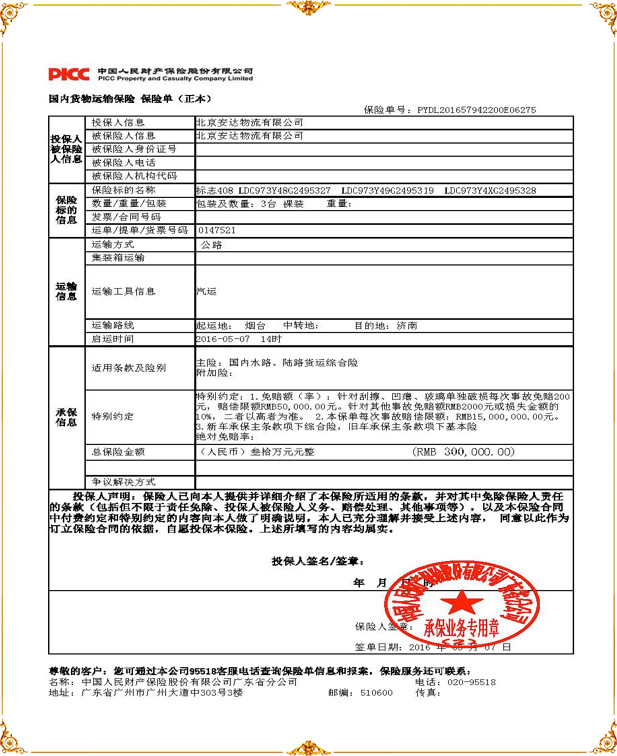 PICC 中国人民财产保险股份有限公司
PICC Property and Casualty Company Limited
国内货物运输保险 保险单（正本）
保险单号：PYDL201657942200E06275
投保人被保险人信息
投保人信息 北京安达物流有限公司
被保险人信息 北京安达物流有限公司
被保险人身份证号
被保险人电话
被保险人机构代码
保险标的信息
保险标的名称 标志408 LDC973Y48G2495327 LDC973Y49G2495319 LDC973Y4XG2495328
数量/重量/包装 包装及数量：3台 裸装 重量：
发票/合同号码
运单/提单/货票号码 0147521
运输信息
运输方式 公路
集装箱运输
运输工具信息 汽运
运输路线 起运地： 烟台 中转地： 目的地：济南
启运时间 2016-05-07 14时
承保信息
适用条款及险别 主险：国内水路、陆路货运综合险
附加险：
特别约定 特别约定：1.免赔额（率）：针对刮擦、凹瘪、玻璃单独破损每次事故免赔200
元，赔偿限额RMB50,000.00元。针对其他事故免赔额RMB2000元或损失金额的
10%，二者以高者为准。 2.本保单每次事故赔偿限额：RMB15,000,000.00元。
3.新车承保主条款项下综合险，旧车承保主条款项下基本险
绝对免赔率：
总保险金额 （人民币）叁拾万元元整 (RMB 300,000.00)
争议解决方式
投保人声明：保险人已向本人提供并详细介绍了本保险所适用的条款，并对其中免除保险人责任
的条款（包括但不限于责任免除、投保人被保险人义务、赔偿处理、其他事项等），以及本保险合同
中付费约定和特别约定的内容向本人做了明确说明，本人已充分理解并接受上述内容， 同意以此作为
订立保险合同的依据，自愿投保本保险。上述所填写的内容均属实。
投保人签名/签章：
年 月 日 时
保险人签章：
承保业务专用章
签单日期：2016 年 05 月 07 日
尊敬的客户：您可通过本公司95518客服电话查询保险单信息和报案，保险服务还可联系：
名称：中国人民财产保险股份有限公司广东省分公司 电话：020-95518
地址：广东省广州市广州大道中303号3楼 邮编：510600 传真：